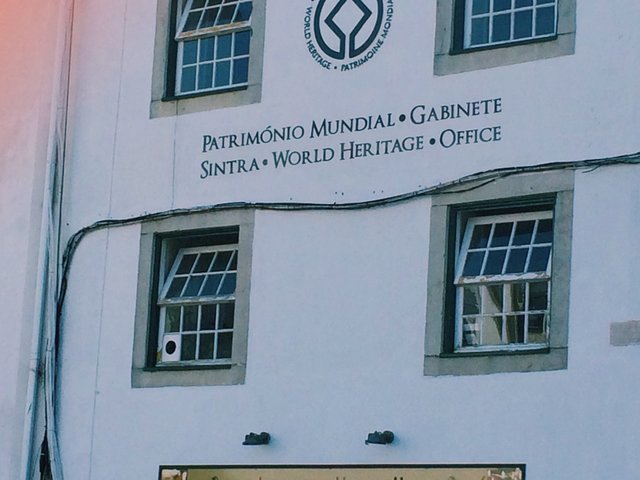 WORLD HERITAGE • PATRIMOINE MONDIAL
PATRIMÓNIO MUNDIAL • GABINETE
SINTRA • WORLD HERITAGE • OFFICE